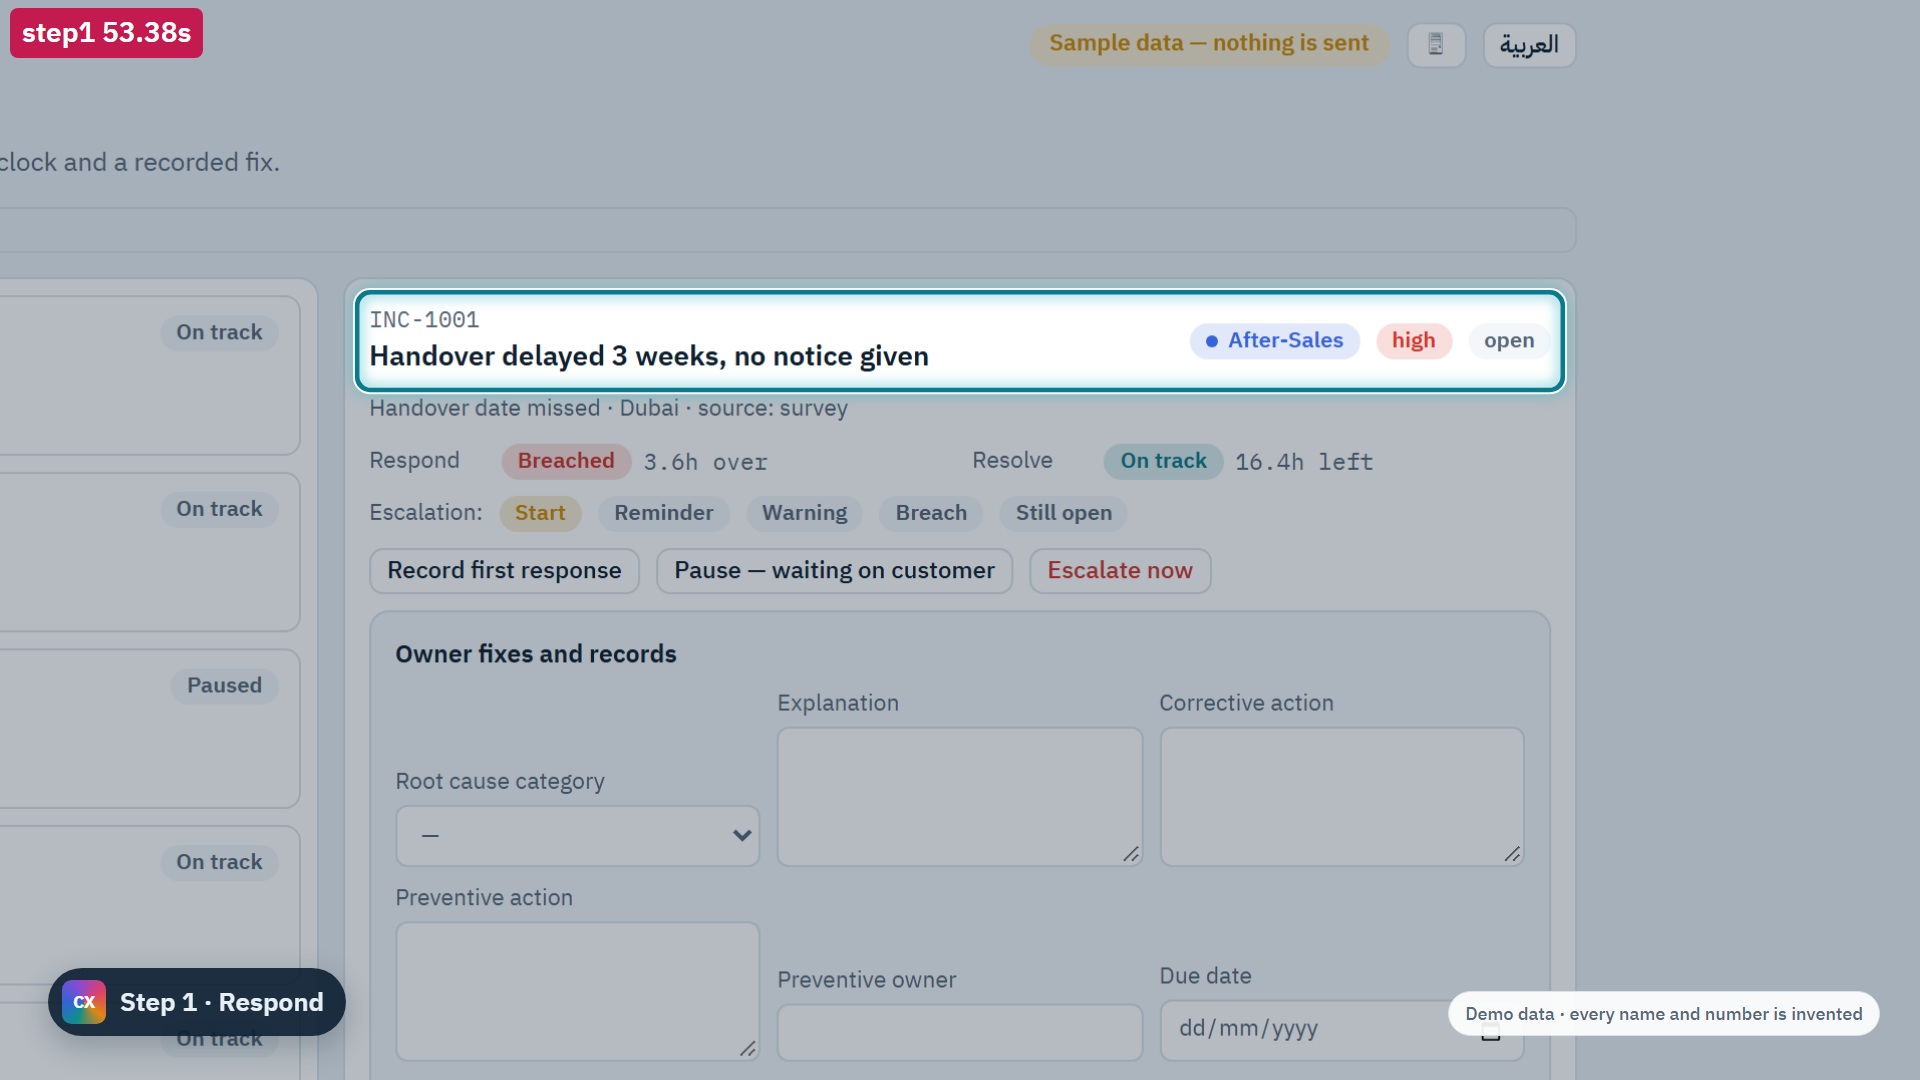 step1 53.38s
Sample data — nothing is sent
العربية
clock and a recorded fix.
On track
On track
Paused
On track
On track
INC-1001
Handover delayed 3 weeks, no notice given
After-Sales
high
open
Handover date missed · Dubai · source: survey
Respond Breached 3.6h over
Resolve On track 16.4h left
Escalation: Start Reminder Warning Breach Still open
Record first response
Pause — waiting on customer
Escalate now
Owner fixes and records
Root cause category
—
Explanation
Corrective action
Preventive action
Preventive owner
Due date
dd/mm/yyyy
CX
Step 1 · Respond
Demo data · every name and number is invented